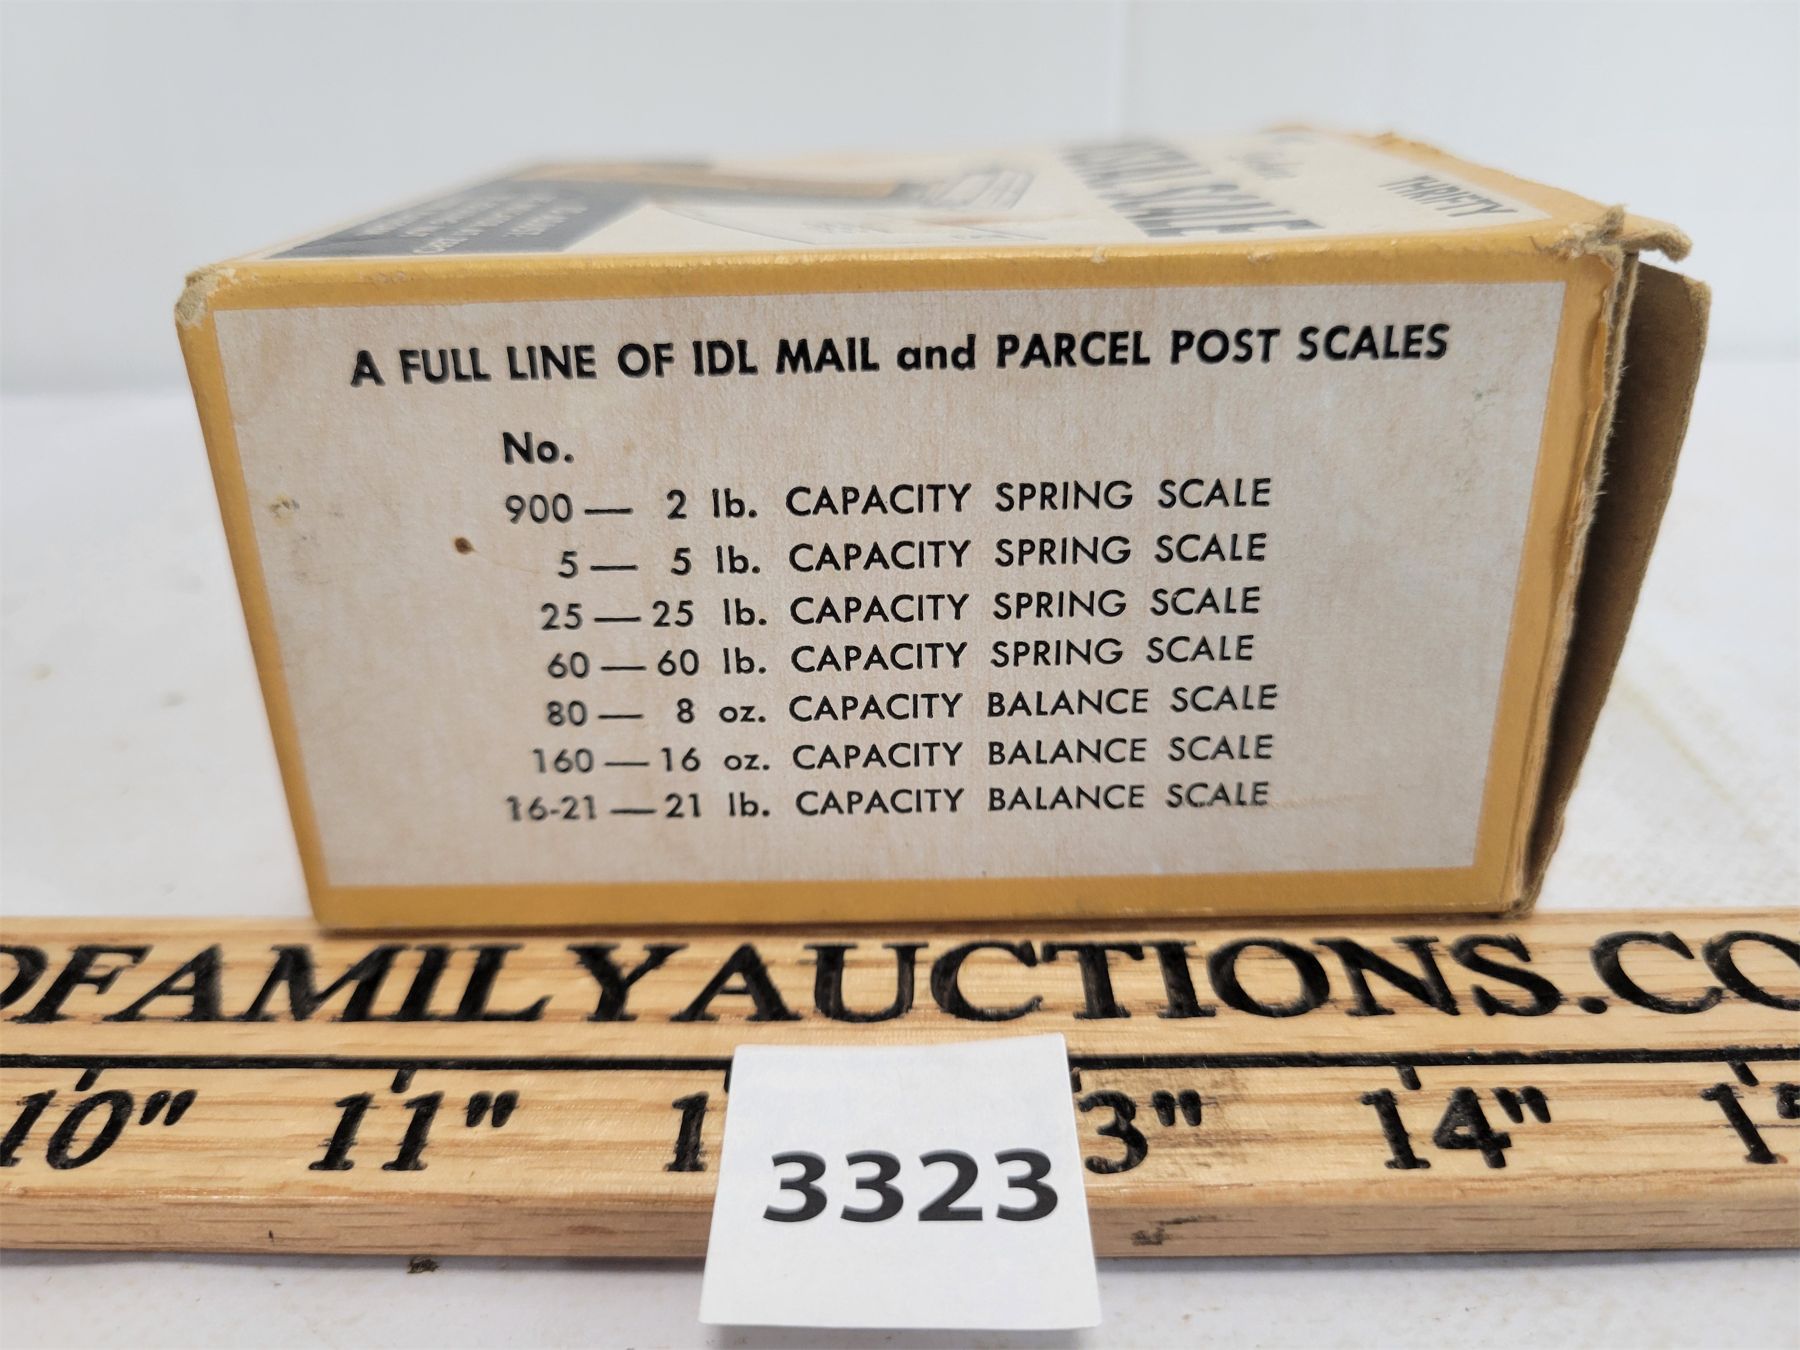 THRIFTY
POSTAL SCALE
A FULL LINE OF IDL MAIL and PARCEL POST SCALES
No.
900 — 2 lb. CAPACITY SPRING SCALE
5 — 5 lb. CAPACITY SPRING SCALE
25 — 25 lb. CAPACITY SPRING SCALE
60 — 60 lb. CAPACITY SPRING SCALE
80 — 8 oz. CAPACITY BALANCE SCALE
160 — 16 oz. CAPACITY BALANCE SCALE
16-21 — 21 lb. CAPACITY BALANCE SCALE
DFAMILYAUCTIONS.CO
10" 11" 1 3" 14" 15
3323